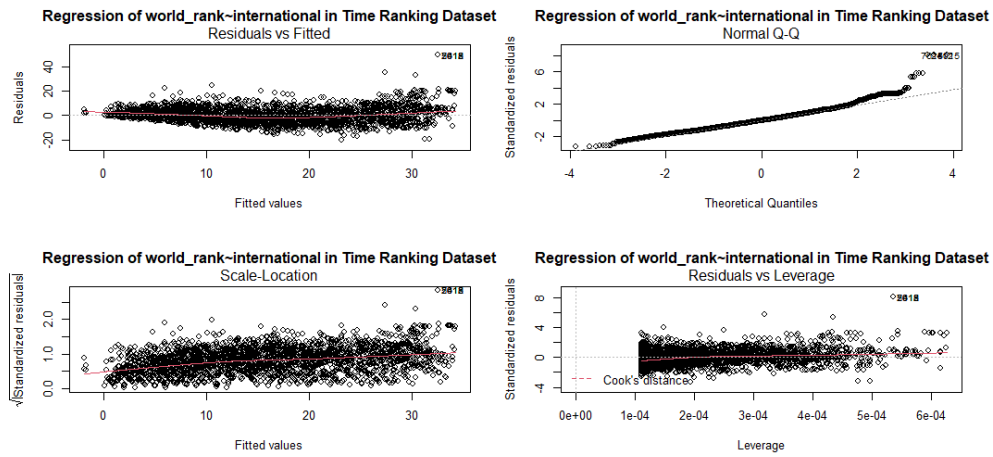 Regression of world_rank~international in Time Ranking Dataset
Residuals vs Fitted
Residuals
-20 0 20 40
0 10 20 30
Fitted values
Regression of world_rank~international in Time Ranking Dataset
Normal Q-Q
Standardized residuals
-2 2 6
-4 -2 0 2 4
Theoretical Quantiles
Regression of world_rank~international in Time Ranking Dataset
Scale-Location
√|Standardized residuals|
0.0 1.0 2.0
0 10 20 30
Fitted values
Regression of world_rank~international in Time Ranking Dataset
Residuals vs Leverage
Standardized residuals
-4 0 4 8
Cook's distance
0e+00 1e-04 2e-04 3e-04 4e-04 5e-04 6e-04
Leverage